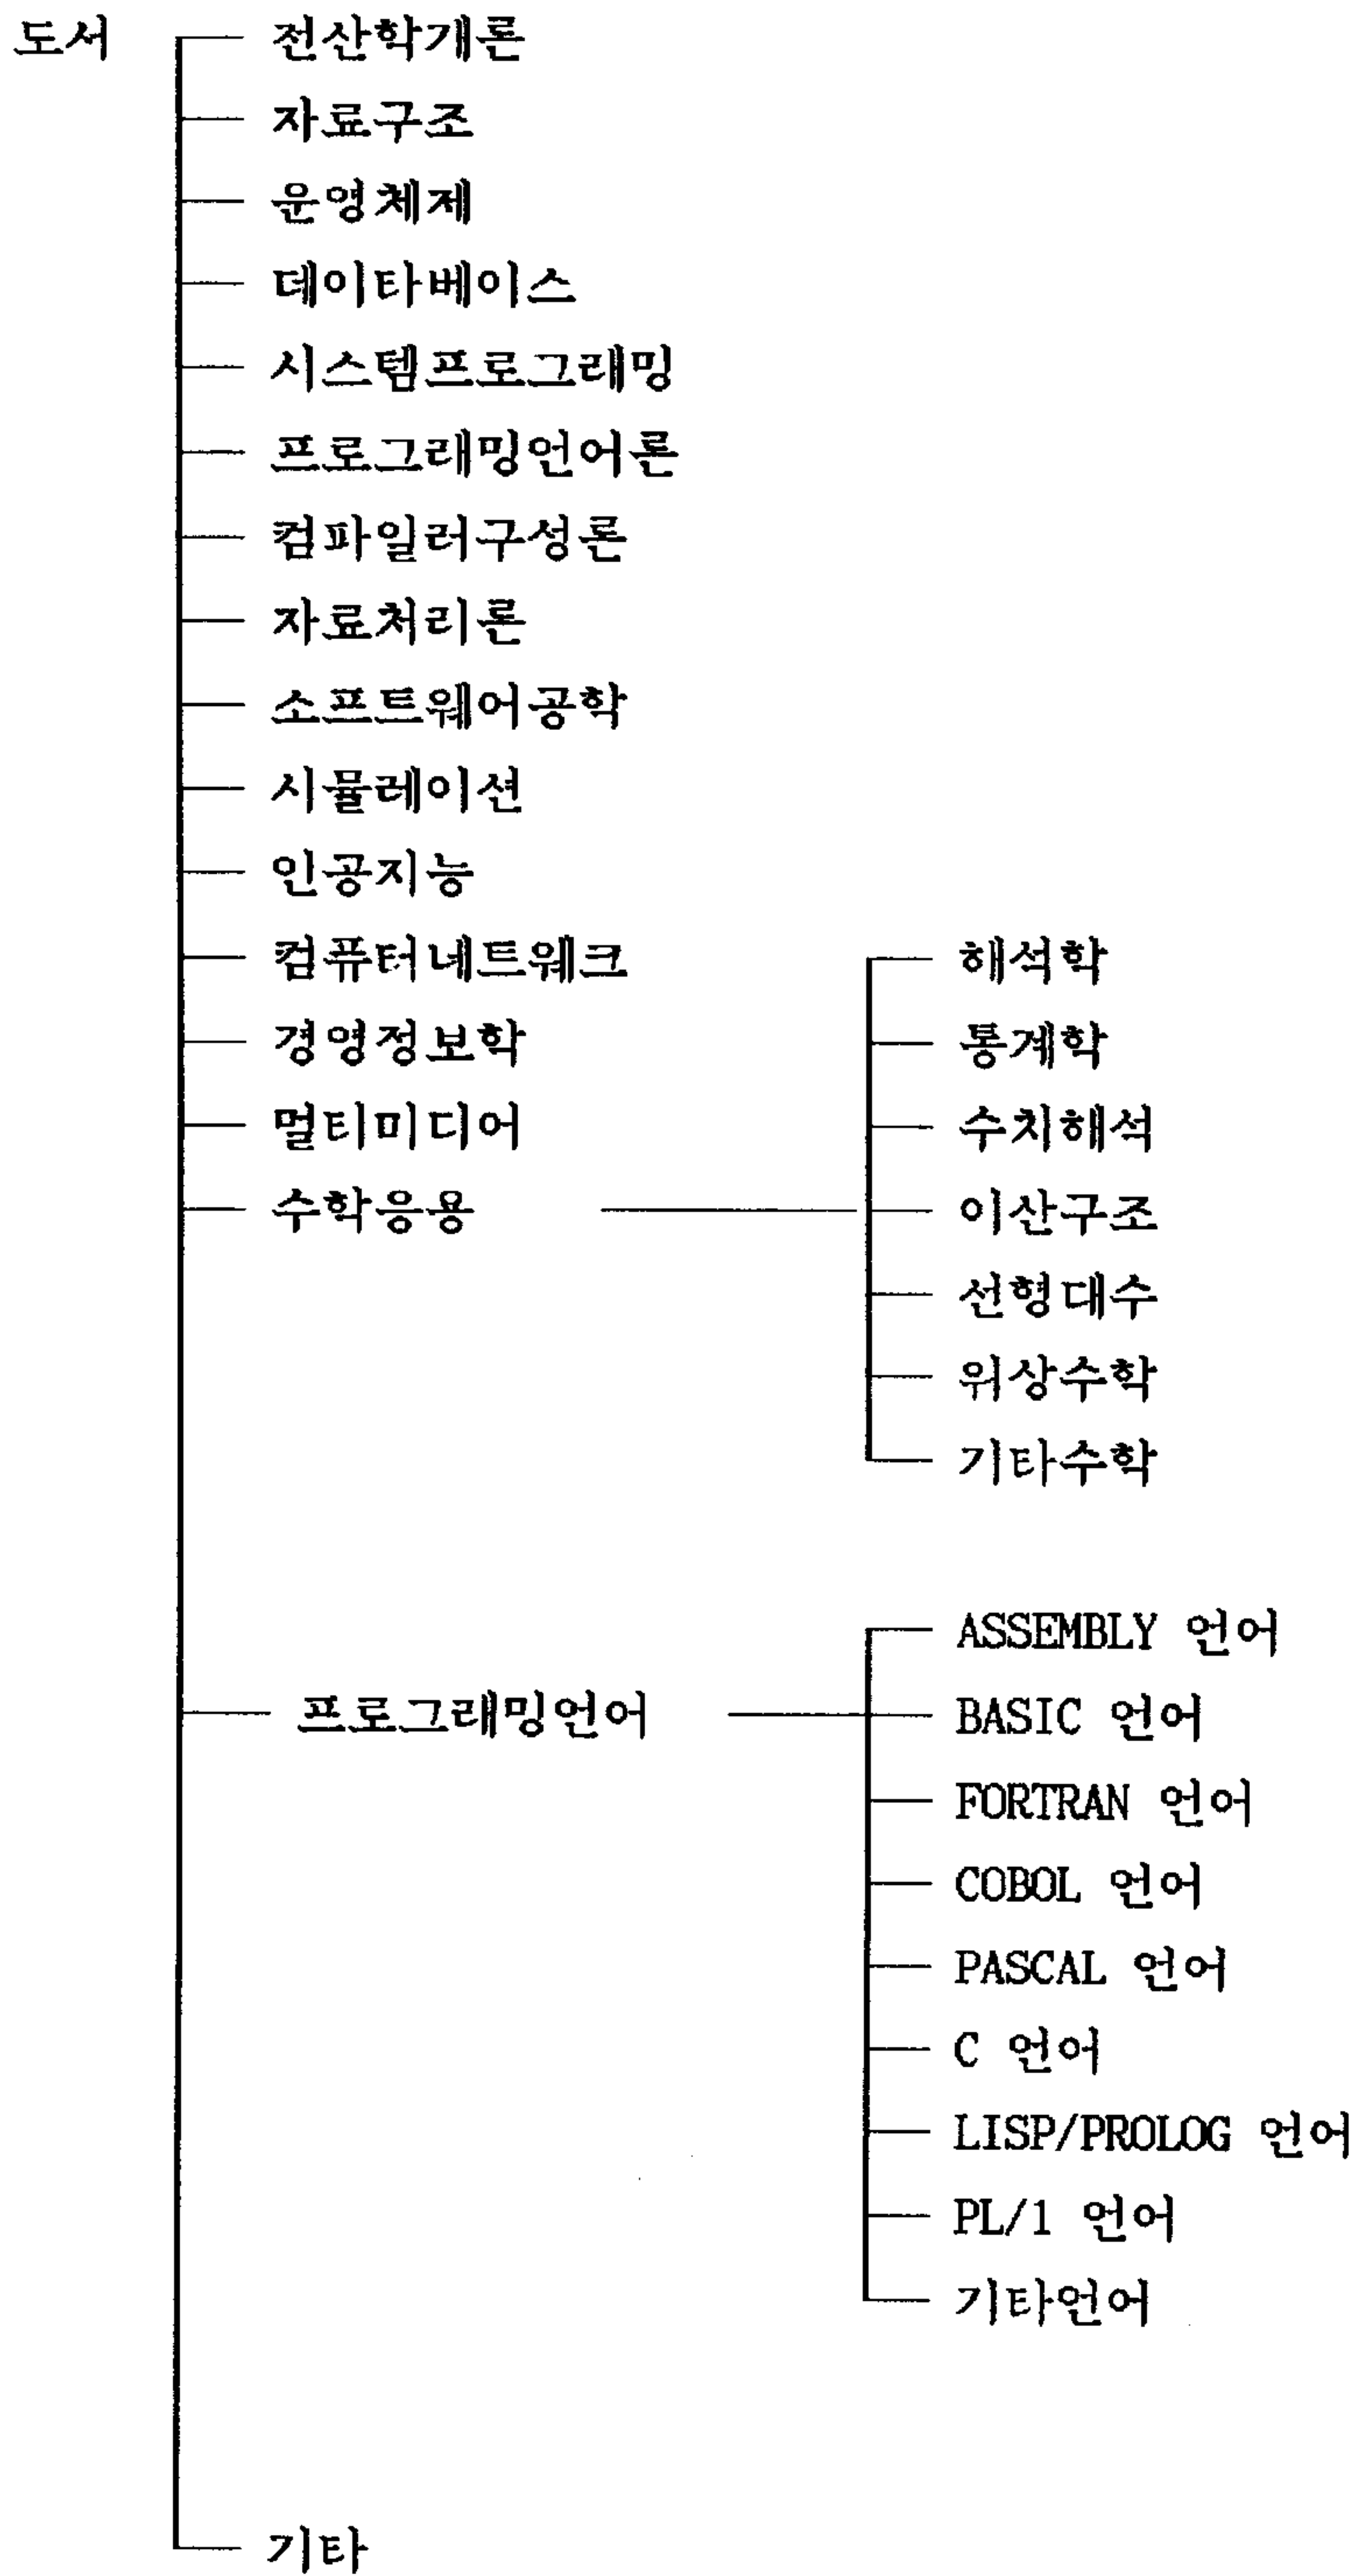 도서 전산학개론
자료구조
운영체제
데이타베이스
시스템프로그래밍
프로그래밍언어론
컴파일러구성론
자료처리론
소프트웨어공학
시뮬레이션
인공지능
컴퓨터네트웨크 해석학
경영정보학 통계학
멀티미디어 수치해석
수학응용 이산구조
선형대수
위상수학
기타수학
ASSEMBLY 언어
프로그래밍언어 BASIC 언어
FORTRAN 언어
COBOL 언어
PASCAL 언어
C 언어
LISP/PROLOG 언어
PL/1 언어
기타언어
기타